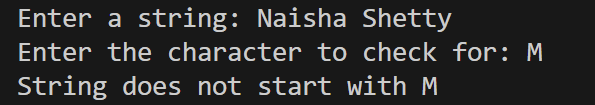 Enter a string: Naisha Shetty
Enter the character to check for: M
String does not start with M